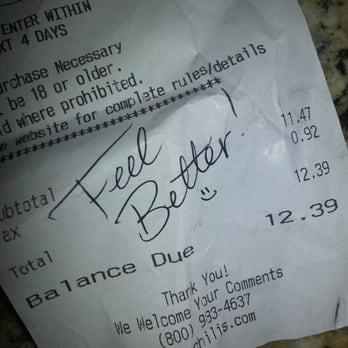 ENTER WITHIN
XT 4 DAYS
urchase Necessary
t be 18 or older.
d where prohibited.
e website for complete rules/details
Feel
Better!
ubtotal 11.47
ax 0.92
Total 12.39
Balance Due 12.39
Thank You!
We Welcome Your Comments
(800) 933-4637
hilis.com